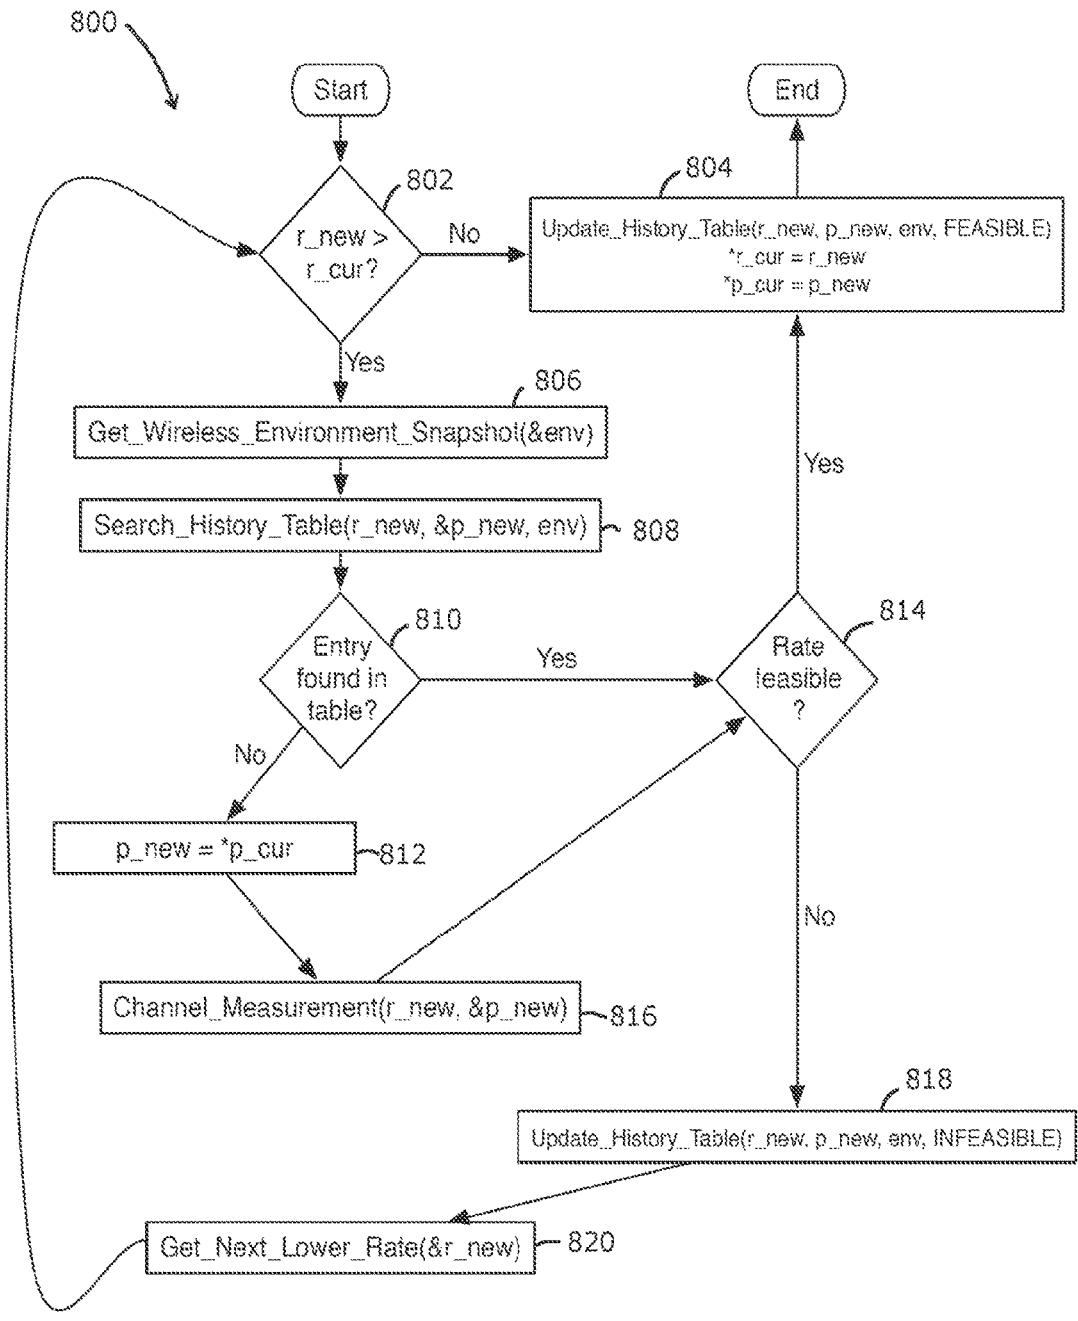 800
Start
End
802
r_new >
r_cur?
No
804
Update_History_Table(r_new, p_new, env, FEASIBLE)
*r_cur = r_new
*p_cur = p_new
Yes
806
Get_Wireless_Environment_Snapshot(&env)
Yes
Search_History_Table(r_new, &p_new, env)
808
810
Entry
found in
table?
Yes
814
Rate
feasible
?
No
p_new = *p_cur
812
No
Channel_Measurement(r_new, &p_new)
816
818
Update_History_Table(r_new, p_new, env, INFEASIBLE)
Get_Next_Lower_Rate(&r_new)
820